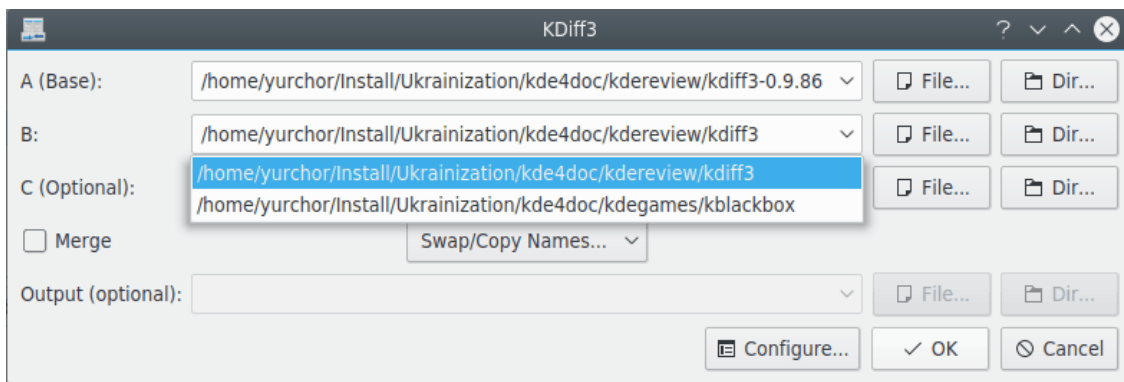 KDiff3
A (Base): /home/yurchor/Install/Ukrainization/kde4doc/kdereview/kdiff3-0.9.86 File... Dir...
B: /home/yurchor/Install/Ukrainization/kde4doc/kdereview/kdiff3 File... Dir...
/home/yurchor/Install/Ukrainization/kde4doc/kdereview/kdiff3
C (Optional): File... Dir...
/home/yurchor/Install/Ukrainization/kde4doc/kdegames/kblackbox
Merge Swap/Copy Names...
Output (optional): File... Dir...
Configure... OK Cancel